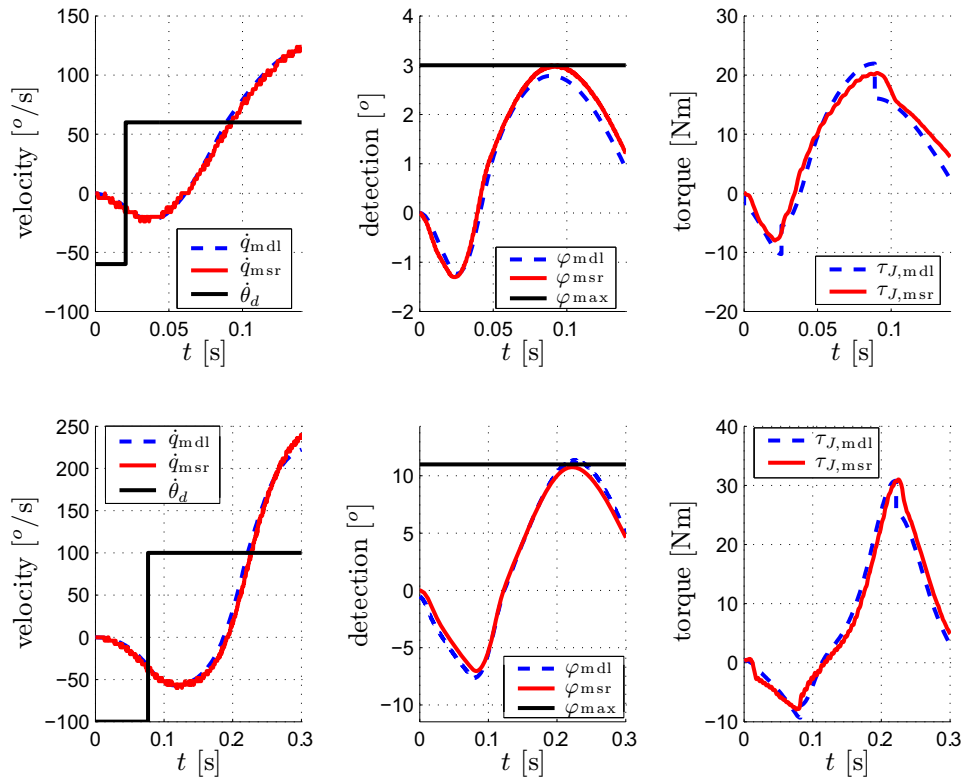 velocity [°/s]
150
100
50
0
−50
−100
0
0.05
0.1
t [s]
q̇mdl
q̇msr
θ̇d
detection [°]
4
3
2
1
0
−1
−2
0
0.05
0.1
t [s]
φmdl
φmsr
φmax
torque [Nm]
30
20
10
0
−10
−20
0
0.05
0.1
t [s]
τJ,mdl
τJ,msr
velocity [°/s]
250
200
150
100
50
0
−50
−100
0
0.1
0.2
0.3
t [s]
q̇mdl
q̇msr
θ̇d
detection [°]
10
5
0
−5
−10
0
0.1
0.2
0.3
t [s]
φmdl
φmsr
φmax
torque [Nm]
40
30
20
10
0
−10
0
0.1
0.2
0.3
t [s]
τJ,mdl
τJ,msr